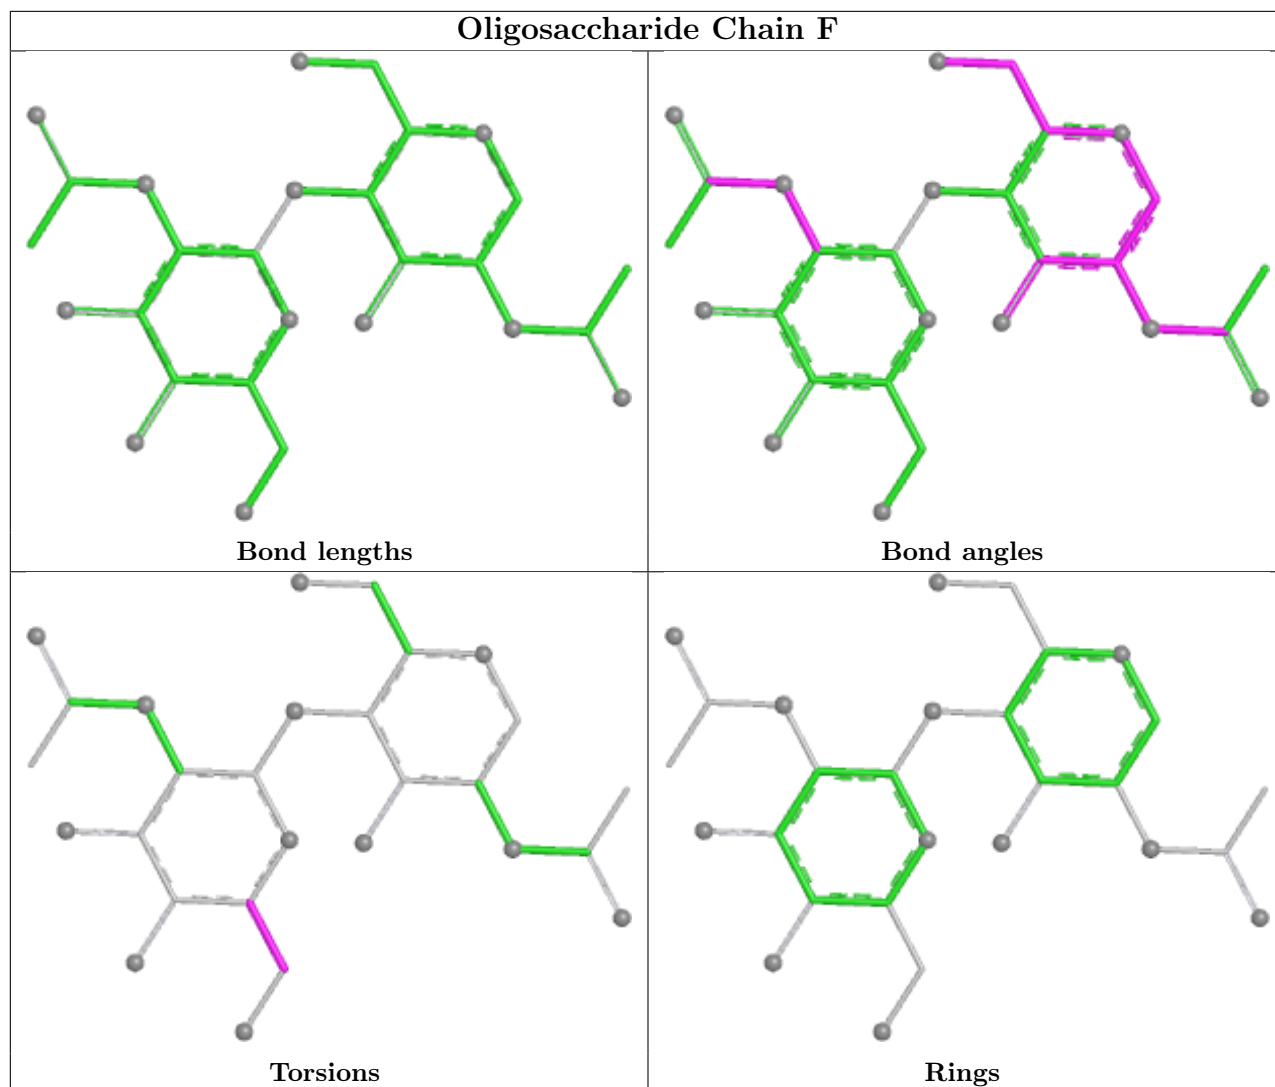 Oligosaccharide Chain F
Bond lengths
Bond angles
Torsions
Rings